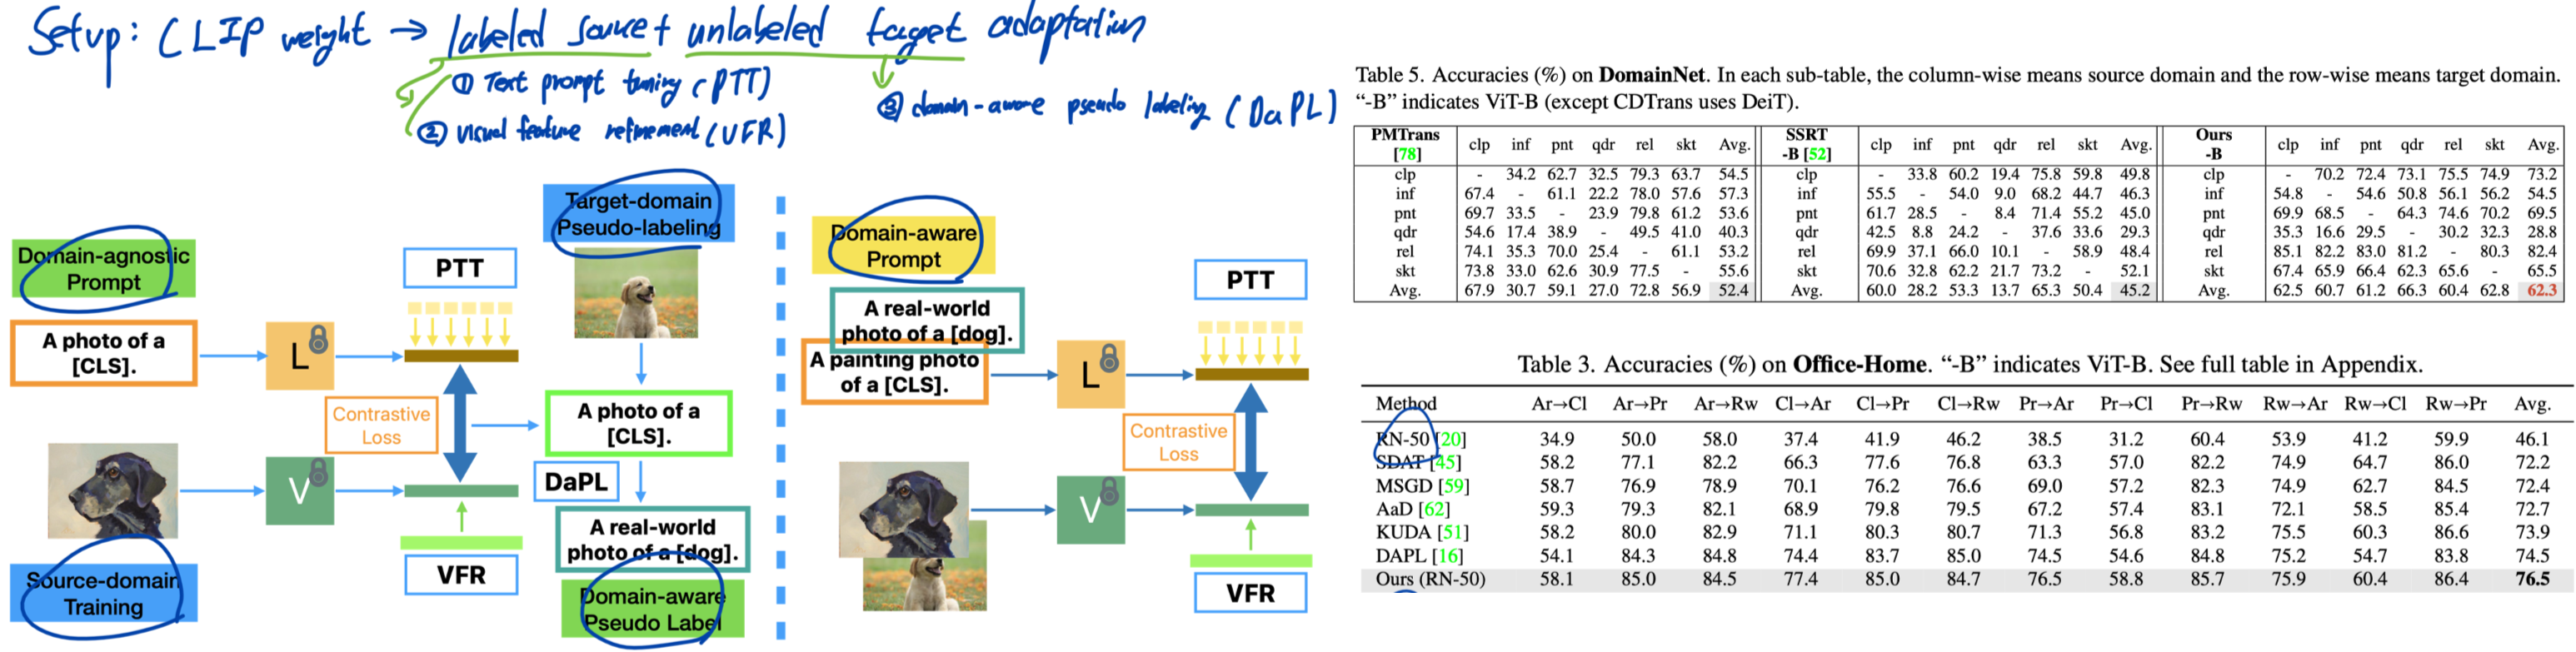 Setup: CLIP weight → labeled source + unlabeled target adaptation
① Text prompt tuning (PTT)
② visual feature refinement (VFR)
③ domain-aware pseudo labeling (DaPL)
Domain-agnostic
Prompt
A photo of a
[CLS].
L
PTT
Contrastive
Loss
V
VFR
Source-domain
Training
Target-domain
Pseudo-labeling
A photo of a
[CLS].
DaPL
A real-world
photo of a [dog].
Domain-aware
Pseudo Label
Domain-aware
Prompt
A real-world
photo of a [dog].
A painting photo
of a [CLS].
L
PTT
Contrastive
Loss
V
VFR
Table 5. Accuracies (%) on DomainNet. In each sub-table, the column-wise means source domain and the row-wise means target domain.
“-B” indicates ViT-B (except CDTrans uses DeiT).
PMTrans [78] clp inf pnt qdr rel skt Avg. SSRT -B [52] clp inf pnt qdr rel skt Avg. Ours -B clp inf pnt qdr rel skt Avg.
clp - 34.2 62.7 32.5 79.3 63.7 54.5 clp - 33.8 60.2 19.4 75.8 59.8 49.8 clp - 70.2 72.4 73.1 75.5 74.9 73.2
inf 67.4 - 61.1 22.2 78.0 57.6 57.3 inf 55.5 - 54.0 9.0 68.2 44.7 46.3 inf 54.8 - 54.6 50.8 56.1 56.2 54.5
pnt 69.7 33.5 - 23.9 79.8 61.2 53.6 pnt 61.7 28.5 - 8.4 71.4 55.2 45.0 pnt 69.9 68.5 - 64.3 74.6 70.2 69.5
qdr 54.6 17.4 38.9 - 49.5 41.0 40.3 qdr 42.5 8.8 24.2 - 37.6 33.6 29.3 qdr 35.3 16.6 29.5 - 30.2 32.3 28.8
rel 74.1 35.3 70.0 25.4 - 61.1 53.2 rel 69.9 37.1 66.0 10.1 - 58.9 48.4 rel 85.1 82.2 83.0 81.2 - 80.3 82.4
skt 73.8 33.0 62.6 30.9 77.5 - 55.6 skt 70.6 32.8 62.2 21.7 73.2 - 52.1 skt 67.4 65.9 66.4 62.3 65.6 - 65.5
Avg. 67.9 30.7 59.1 27.0 72.8 56.9 52.4 Avg. 60.0 28.2 53.3 13.7 65.3 50.4 45.2 Avg. 62.5 60.7 61.2 66.3 60.4 62.8 62.3
Table 3. Accuracies (%) on Office-Home. “-B” indicates ViT-B. See full table in Appendix.
Method Ar→Cl Ar→Pr Ar→Rw Cl→Ar Cl→Pr Cl→Rw Pr→Ar Pr→Cl Pr→Rw Rw→Ar Rw→Cl Rw→Pr Avg.
RN-50 [20] 34.9 50.0 58.0 37.4 41.9 46.2 38.5 31.2 60.4 53.9 41.2 59.9 46.1
SDAT [45] 58.2 77.1 82.2 66.3 77.6 76.8 63.3 57.0 82.2 74.9 64.7 86.0 72.2
MSGD [59] 58.7 76.9 78.9 70.1 76.2 76.6 69.0 57.2 82.3 74.9 62.7 84.5 72.4
AaD [62] 59.3 79.3 82.1 68.9 79.8 79.5 67.2 57.4 83.1 72.1 58.5 85.4 72.7
KUDA [51] 58.2 80.0 82.9 71.1 80.3 80.7 71.3 56.8 83.2 75.5 60.3 86.6 73.9
DAPL [16] 54.1 84.3 84.8 74.4 83.7 85.0 74.5 54.6 84.8 75.2 54.7 83.8 74.5
Ours (RN-50) 58.1 85.0 84.5 77.4 85.0 84.7 76.5 58.8 85.7 75.9 60.4 86.4 76.5